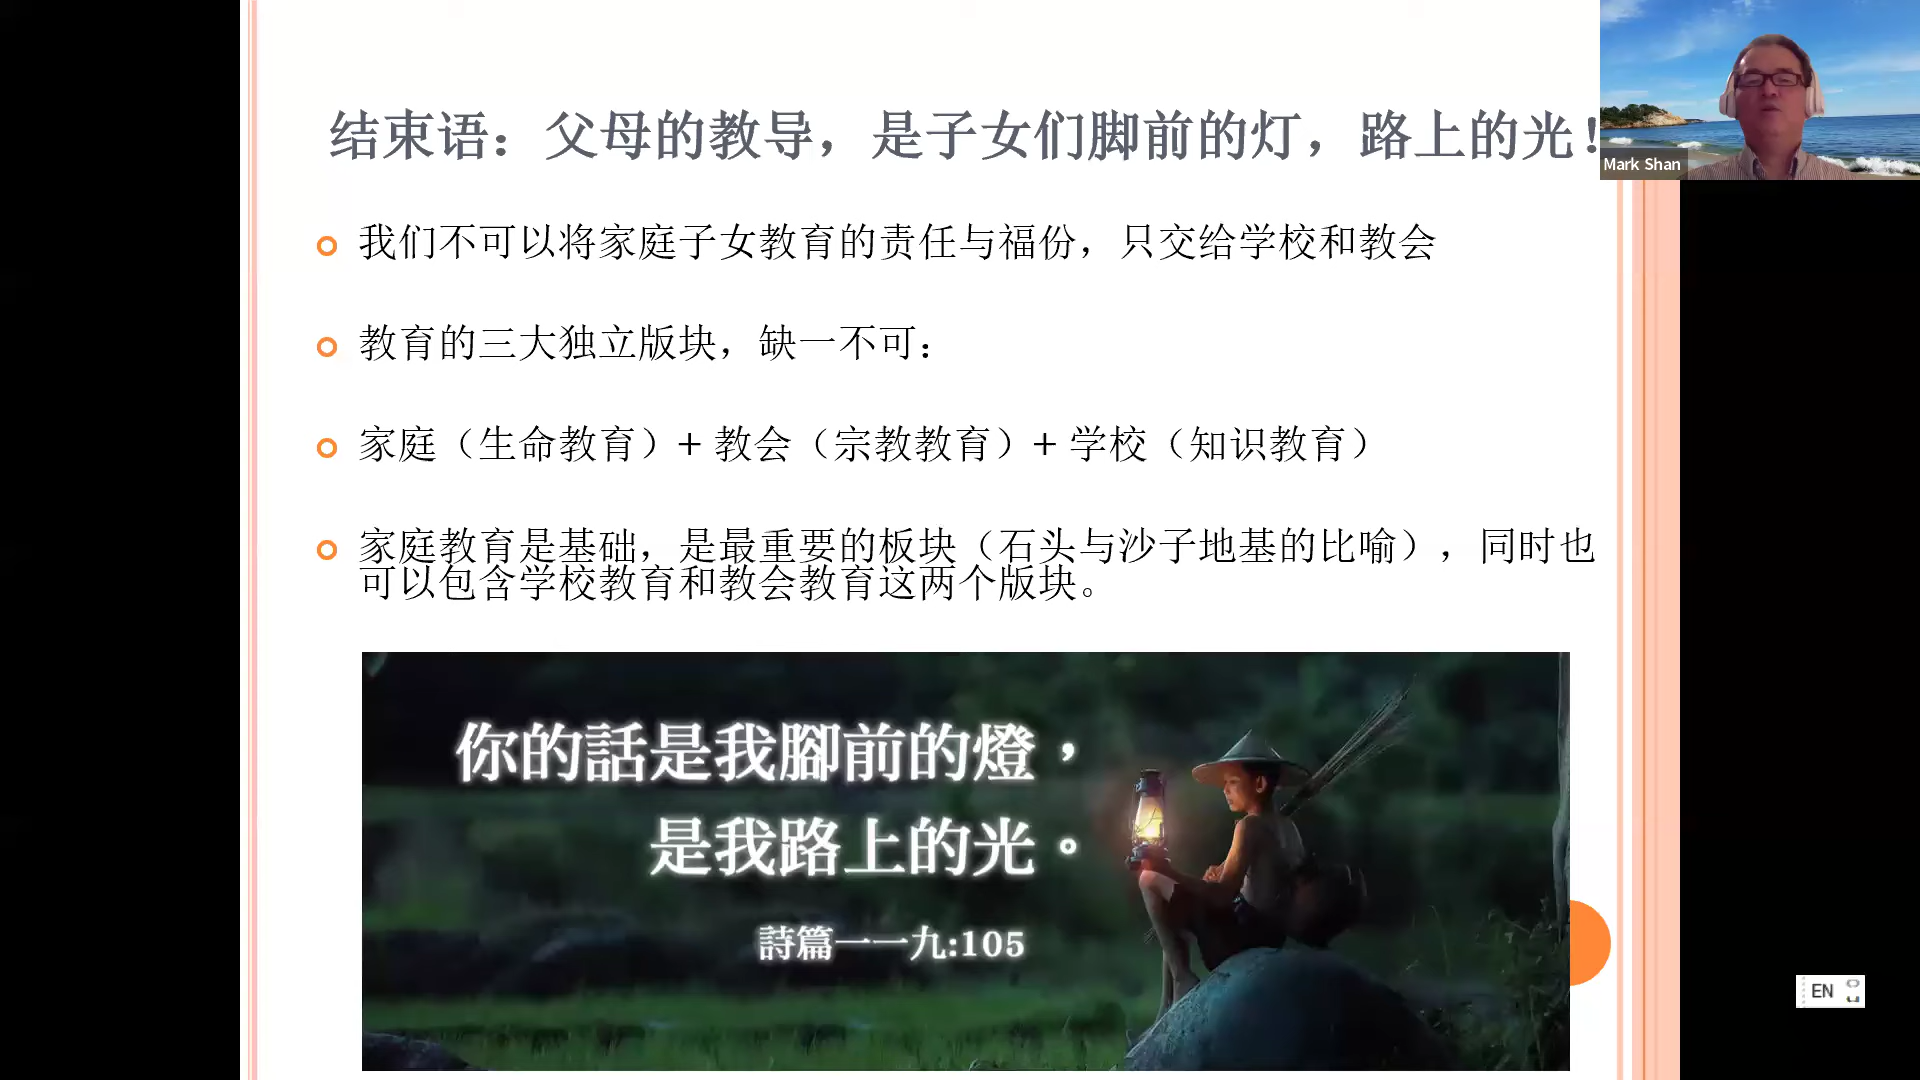 结束语：父母的教导，是子女们脚前的灯，路上的光！
Mark Shan
我们不可以将家庭子女教育的责任与福份，只交给学校和教会
教育的三大独立版块，缺一不可：
家庭（生命教育）+ 教会（宗教教育）+ 学校（知识教育）
家庭教育是基础，是最重要的板块（石头与沙子地基的比喻），同时也
可以包含学校教育和教会教育这两个版块。
你的話是我腳前的燈，
是我路上的光。
詩篇一一九:105
EN